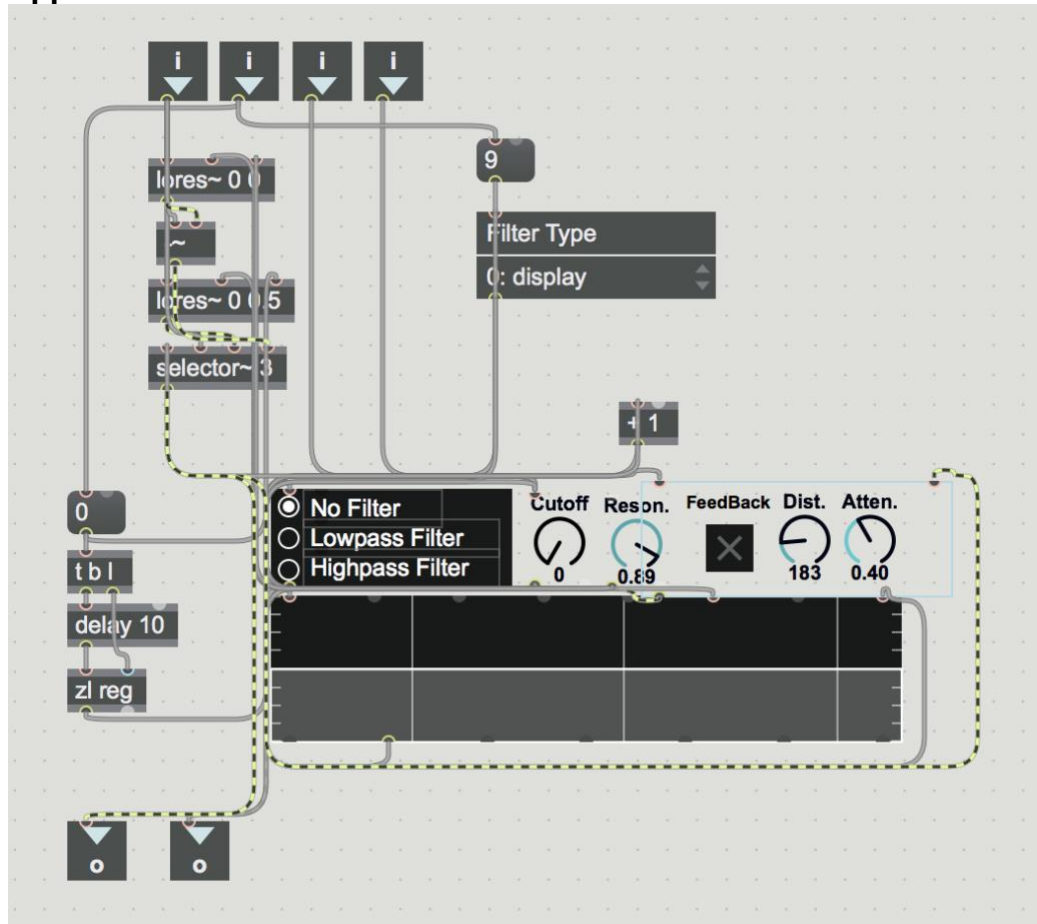 i i i i
lores~ 0 0
9
-~
Filter Type
lores~ 0 0.5
0: display
selector~ 3
+ 1
0
No Filter
Lowpass Filter
Highpass Filter
Cutoff Reson. FeedBack Dist. Atten.
0 0.89 183 0.40
t b l
delay 10
zl reg
o o